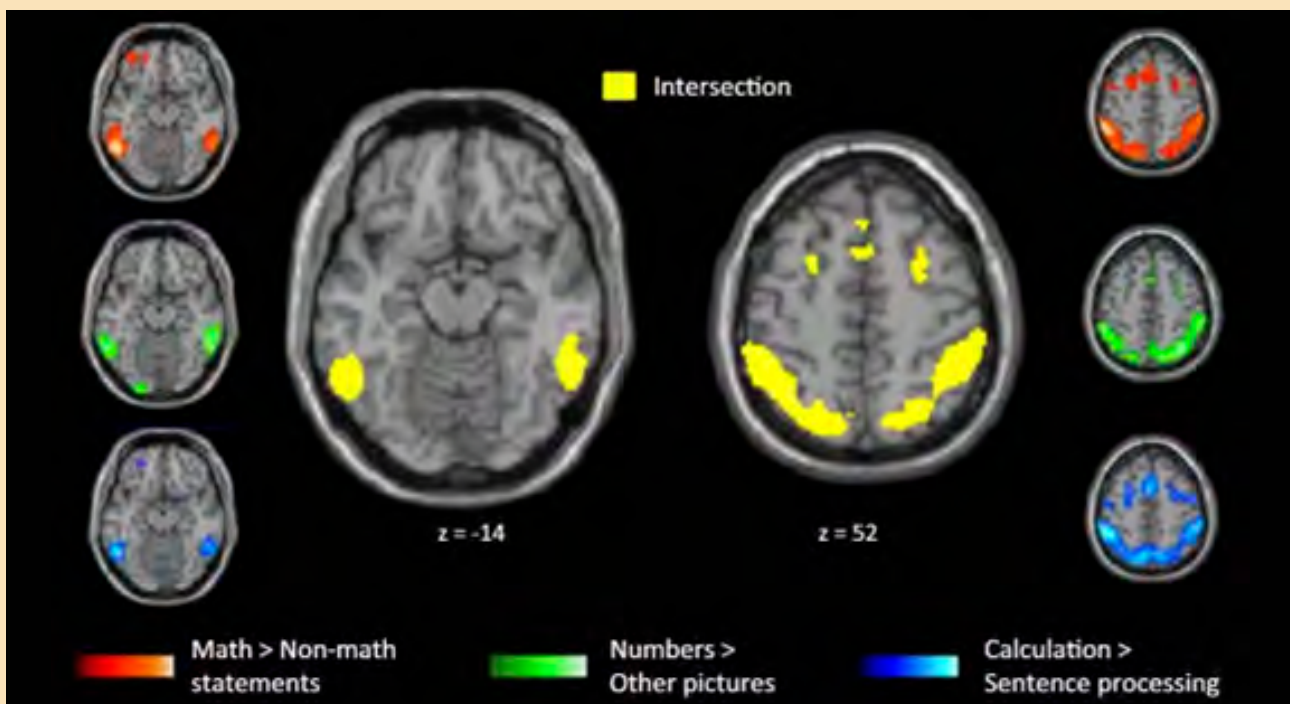 Intersection
z = -14
z = 52
Math > Non-math
statements
Numbers >
Other pictures
Calculation >
Sentence processing